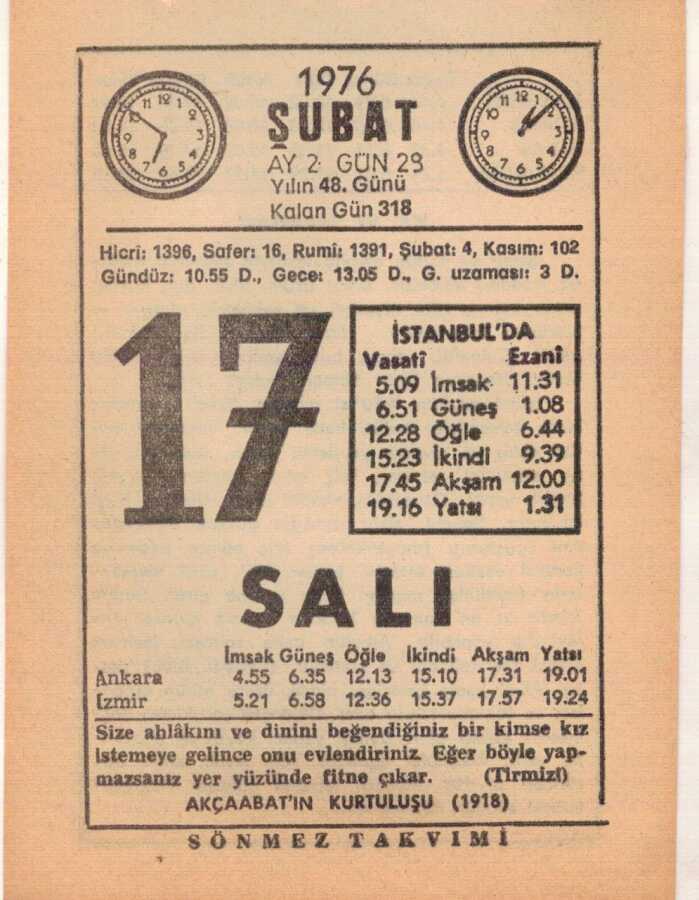 1976
ŞUBAT
AY 2 GÜN 29
Yılın 48. Günü
Kalan Gün 318
Hicri: 1396, Safer: 16, Rumi: 1391, Şubat: 4, Kasım: 102
Gündüz: 10.55 D., Gece: 13.05 D., G. uzaması: 3 D.
17
İSTANBUL'DA
Vasatî Ezanî
5.09 İmsak 11.31
6.51 Güneş 1.08
12.28 Öğle 6.44
15.23 İkindi 9.39
17.45 Akşam 12.00
19.16 Yatsı 1.31
SALI
İmsak Güneş Öğle İkindi Akşam Yatsı
Ankara 4.55 6.35 12.13 15.10 17.31 19.01
İzmir 5.21 6.58 12.36 15.37 17.57 19.24
Size ahlâkını ve dinini beğendiğiniz bir kimse kız
istemeye gelince onu evlendiriniz. Eğer böyle yap-
mazsanız yer yüzünde fitne çıkar. (Tirmizî)
AKÇAABAT'IN KURTULUŞU (1918)
SÖNMEZ TAKVİMİ